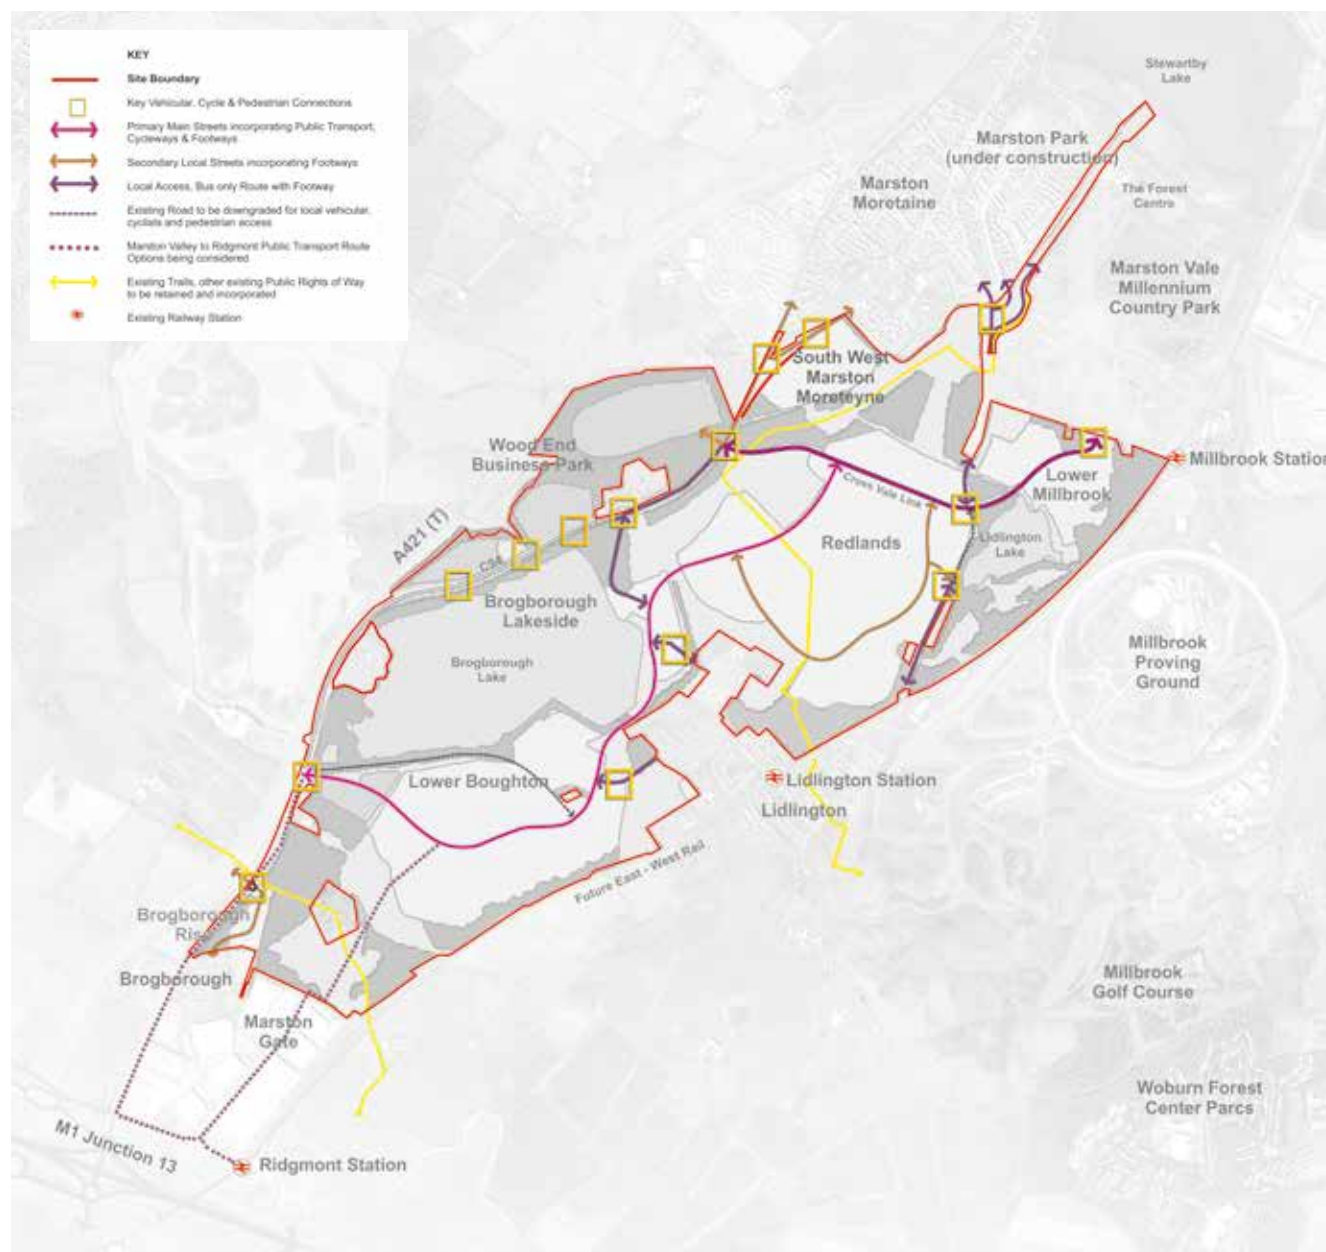 KEY
Site Boundary
Key Vehicular, Cycle & Pedestrian Connections
Primary Main Streets incorporating Public Transport,
Cycleways & Footways
Secondary Local Streets incorporating Footways
Local Access, Bus only Route with Footway
Existing Road to be downgraded for local vehicular,
cyclists and pedestrian access
Marston Valley to Ridgmont Public Transport Route
Options being considered
Existing Trails, other existing Public Rights of Way
to be retained and incorporated
Existing Railway Station
Stewartby
Lake
Marston Park
(under construction)
Marston
Moretaine
The Forest
Centre
Marston Vale
Millennium
Country Park
South West
Marston
Moreteyne
Wood End
Business Park
Millbrook Station
Lower
Millbrook
Cross Vale Link
A421 (T)
C94
Redlands
Lidlington
Lake
Brogborough
Lakeside
Brogborough
Lake
Millbrook
Proving
Ground
Lower Boughton
Lidlington Station
Lidlington
Future East - West Rail
Brogborough
Rise
Brogborough
Marston
Gate
Millbrook
Golf Course
Woburn Forest
Center Parcs
M1 Junction 13
Ridgmont Station